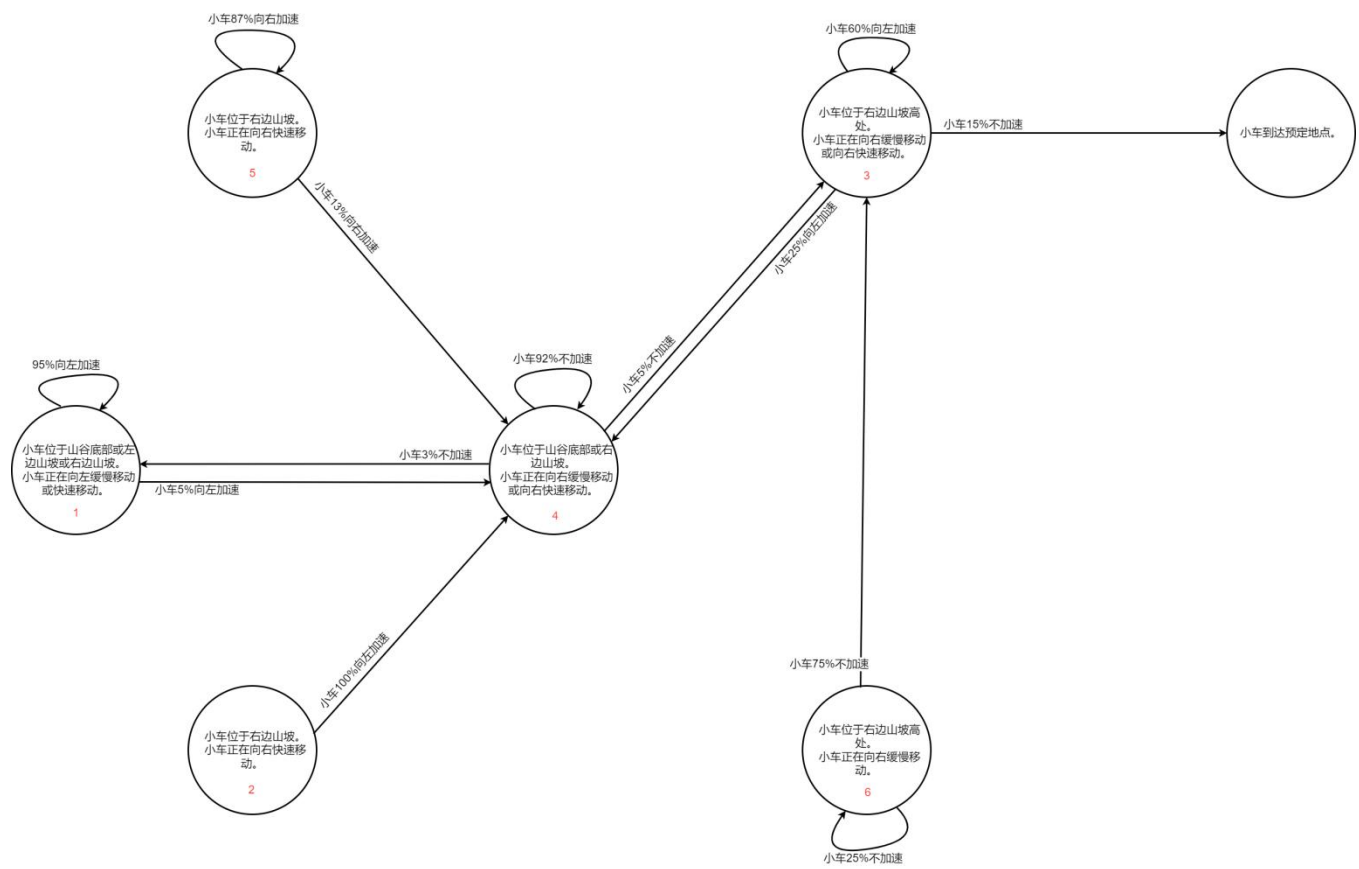 小车87%向右加速
小车位于右边山坡。
小车正在向右快速移
动。
5
小车13%向右加速
小车60%向左加速
小车位于右边山坡高
处。
小车正在向右缓慢移动
或向右快速移动。
3
小车15%不加速
小车到达预定地点。
小车25%向左加速
小车5%不加速
95%向左加速
小车位于山谷底部或左
边山坡或右边山坡。
小车正在向左缓慢移动
或快速移动。
1
小车3%不加速
小车5%向左加速
小车92%不加速
小车位于山谷底部或右
边山坡。
小车正在向右缓慢移动
或向右快速移动。
4
小车100%向左加速
小车位于右边山坡。
小车正在向右快速移
动。
2
小车75%不加速
小车位于右边山坡高
处。
小车正在向右缓慢移
动。
6
小车25%不加速